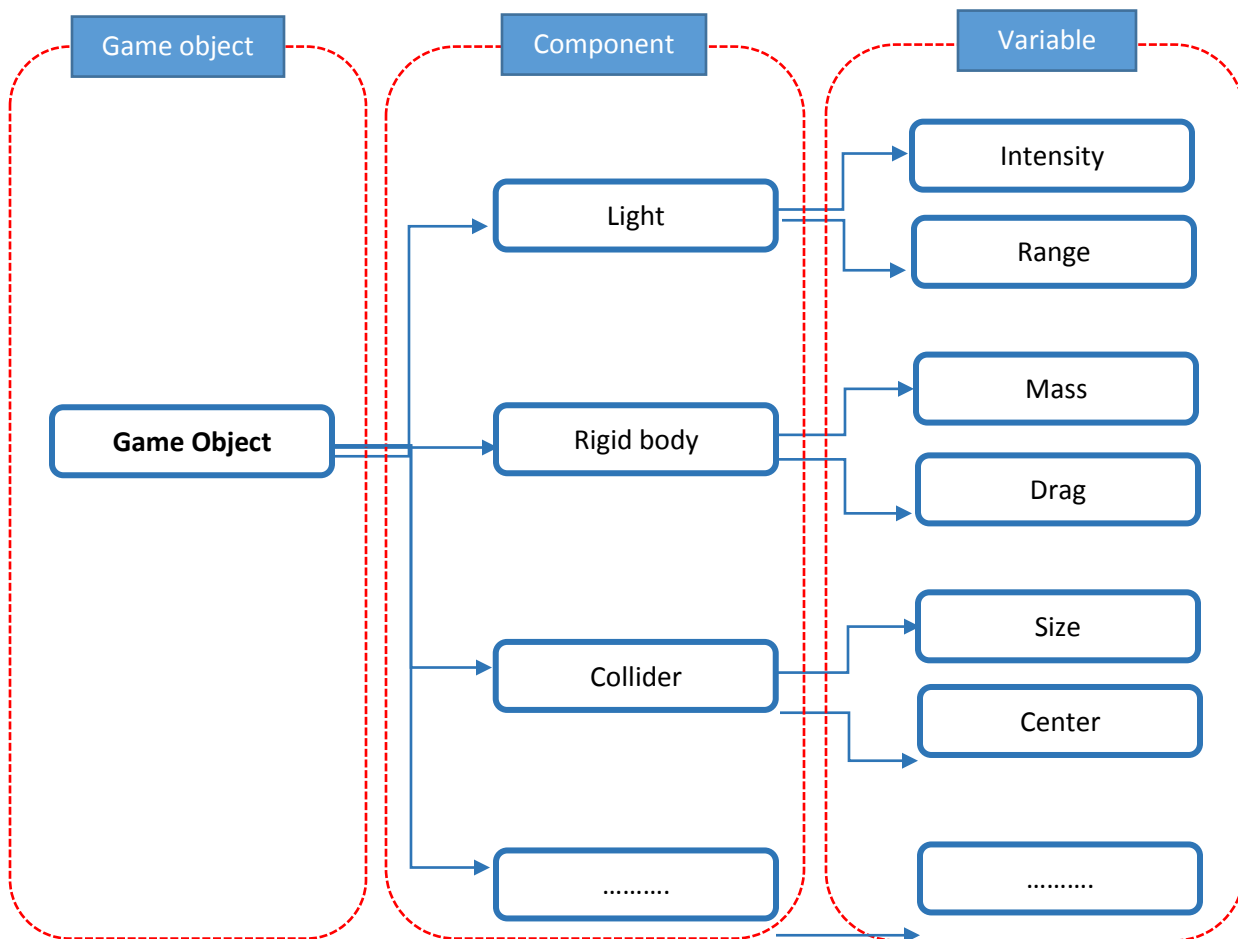 Game object
Component
Variable
Intensity
Light
Range
Mass
Game Object
Rigid body
Drag
Size
Collider
Center
……….
……….